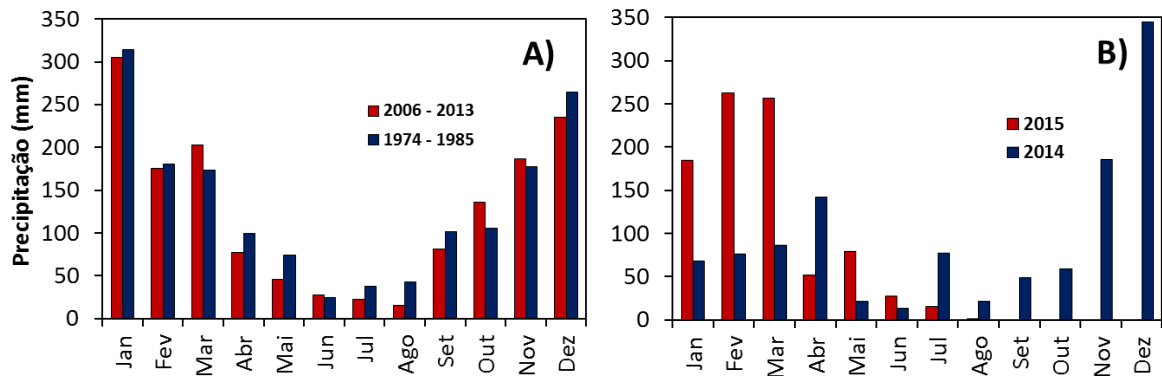 Precipitação (mm)
350
300
250
200
150
100
50
0
A)
2006 - 2013
1974 - 1985
Jan Fev Mar Abr Mai Jun Jul Ago Set Out Nov Dez
350
300
250
200
150
100
50
0
B)
2015
2014
Jan Fev Mar Abr Mai Jun Jul Ago Set Out Nov Dez